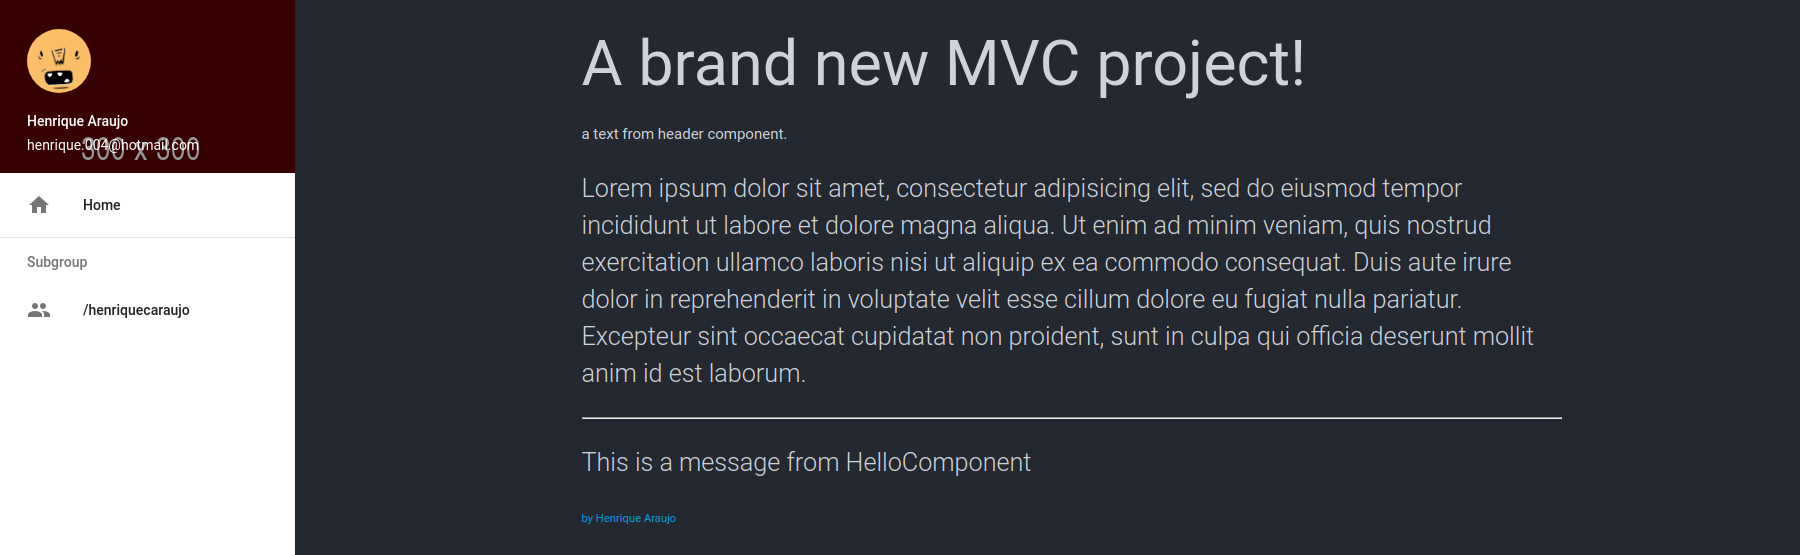 Henrique Araujo
henrique.004@hotmail.com
300 x 300
Home
Subgroup
/henriquecaraujo
A brand new MVC project!
a text from header component.
Lorem ipsum dolor sit amet, consectetur adipisicing elit, sed do eiusmod tempor
incididunt ut labore et dolore magna aliqua. Ut enim ad minim veniam, quis nostrud
exercitation ullamco laboris nisi ut aliquip ex ea commodo consequat. Duis aute irure
dolor in reprehenderit in voluptate velit esse cillum dolore eu fugiat nulla pariatur.
Excepteur sint occaecat cupidatat non proident, sunt in culpa qui officia deserunt mollit
anim id est laborum.
This is a message from HelloComponent
by Henrique Araujo